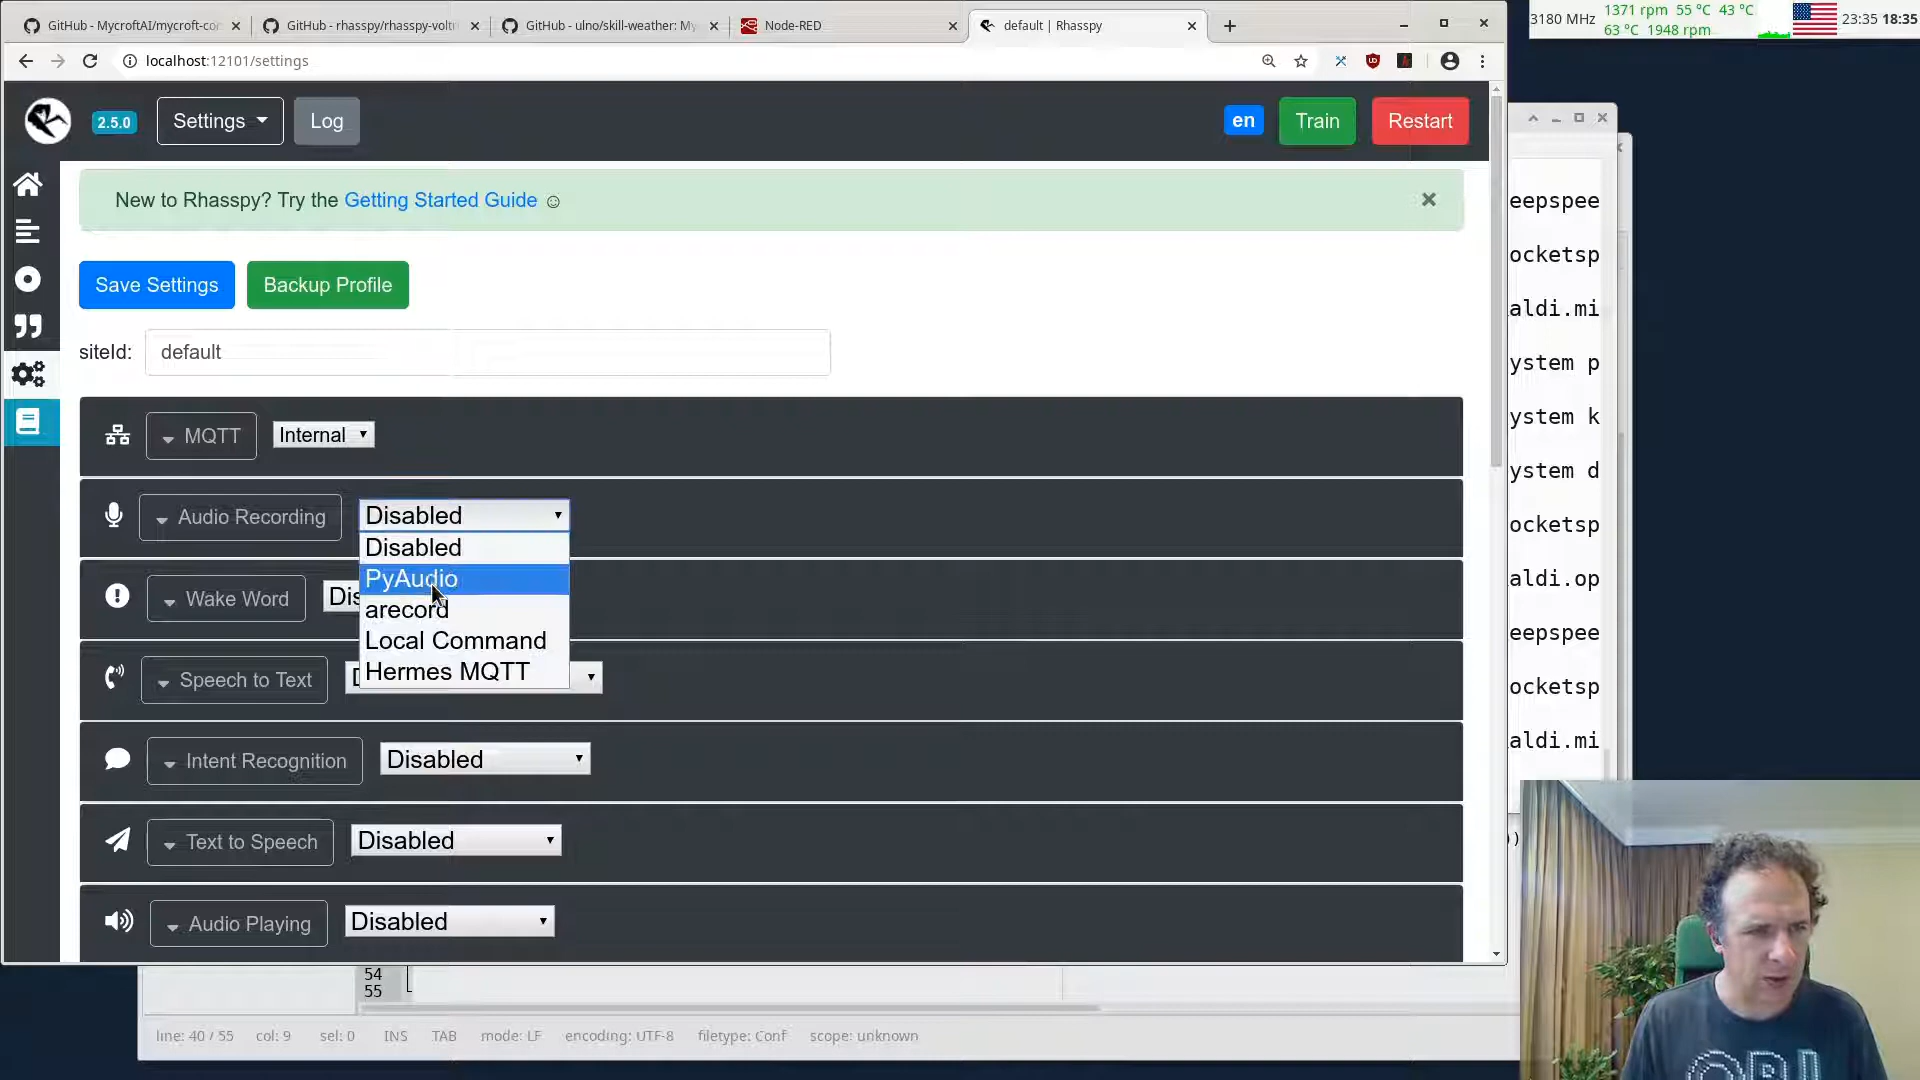 GitHub - MycroftAI/mycroft-cor
GitHub - rhasspy/rhasspy-volt
GitHub - ulno/skill-weather: My
Node-RED
default | Rhasspy
3180 MHz
1371 rpm 55 °C 43 °C
63 °C 1948 rpm
23:35 18:35
localhost:12101/settings
2.5.0
Settings
Log
en
Train
Restart
New to Rhasspy? Try the Getting Started Guide ☺
Save Settings
Backup Profile
siteId:
default
MQTT
Internal
Audio Recording
Disabled
Disabled
PyAudio
arecord
Local Command
Hermes MQTT
Wake Word
Dis
Speech to Text
Intent Recognition
Disabled
Text to Speech
Disabled
Audio Playing
Disabled
eepspee
ocketsp
aldi.mi
ystem p
ystem k
ystem d
ocketsp
aldi.op
eepspee
ocketsp
aldi.mi
54
55
line: 40 / 55 col: 9 sel: 0 INS TAB mode: LF encoding: UTF-8 filetype: Conf scope: unknown